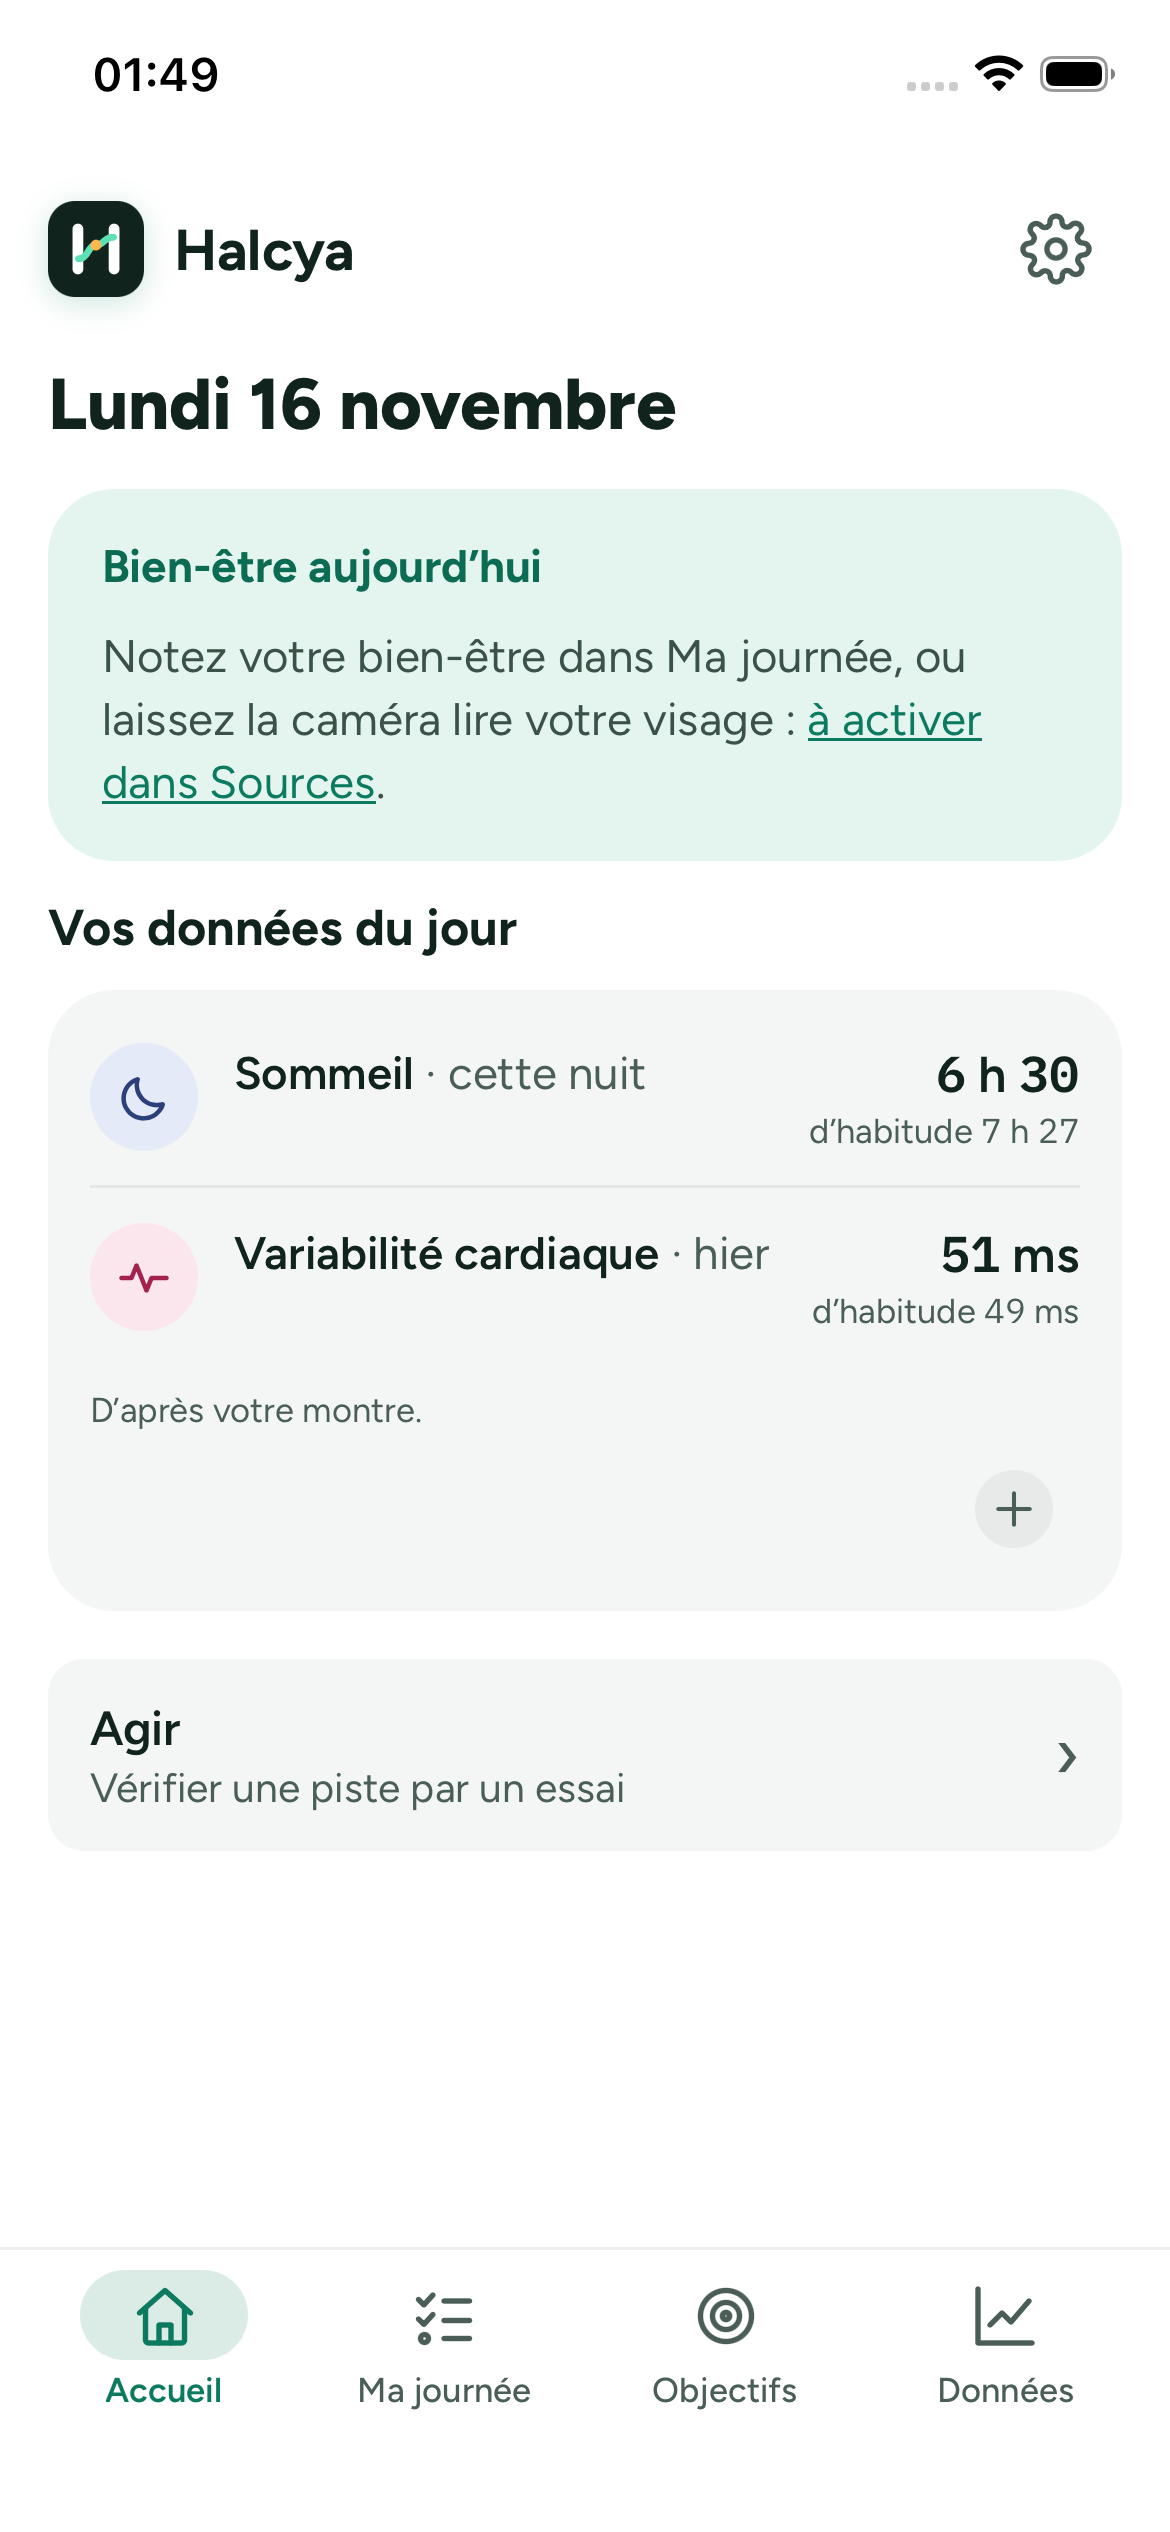 01:49
Halcya
Lundi 16 novembre
Bien-être aujourd’hui
Notez votre bien-être dans Ma journée, ou
laissez la caméra lire votre visage : à activer
dans Sources.
Vos données du jour
Sommeil · cette nuit
6 h 30
d’habitude 7 h 27
Variabilité cardiaque · hier
51 ms
d’habitude 49 ms
D’après votre montre.
Agir
Vérifier une piste par un essai
Accueil
Ma journée
Objectifs
Données